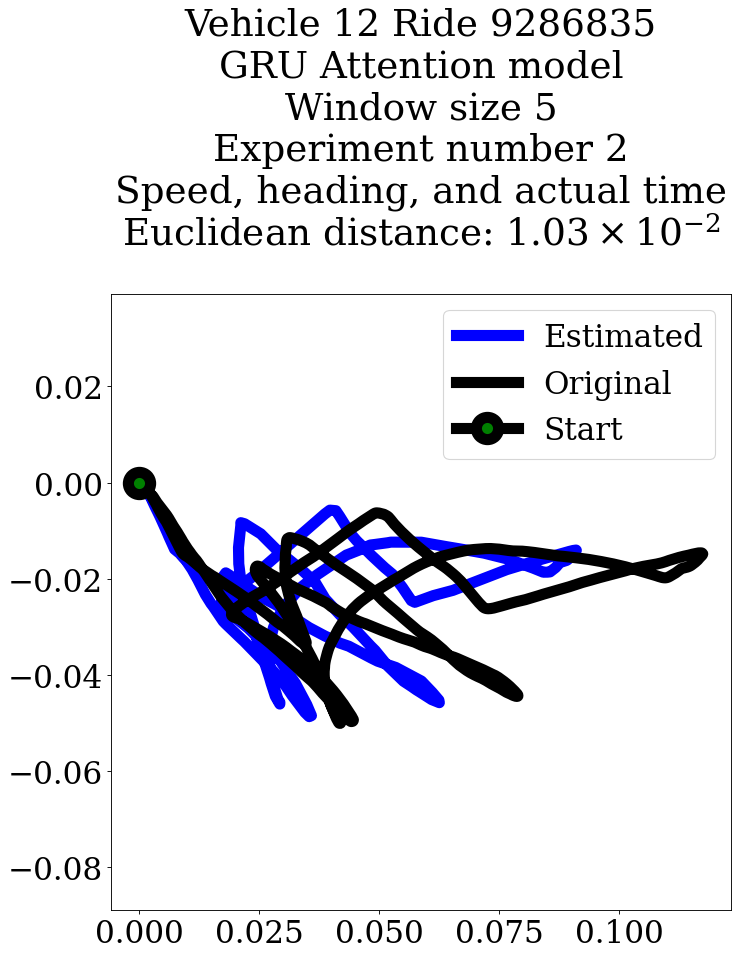 Vehicle 12 Ride 9286835
GRU Attention model
Window size 5
Experiment number 2
Speed, heading, and actual time
Euclidean distance: 1.03 × 10⁻²
Estimated
Original
Start
0.02
0.00
−0.02
−0.04
−0.06
−0.08
0.000 0.025 0.050 0.075 0.100